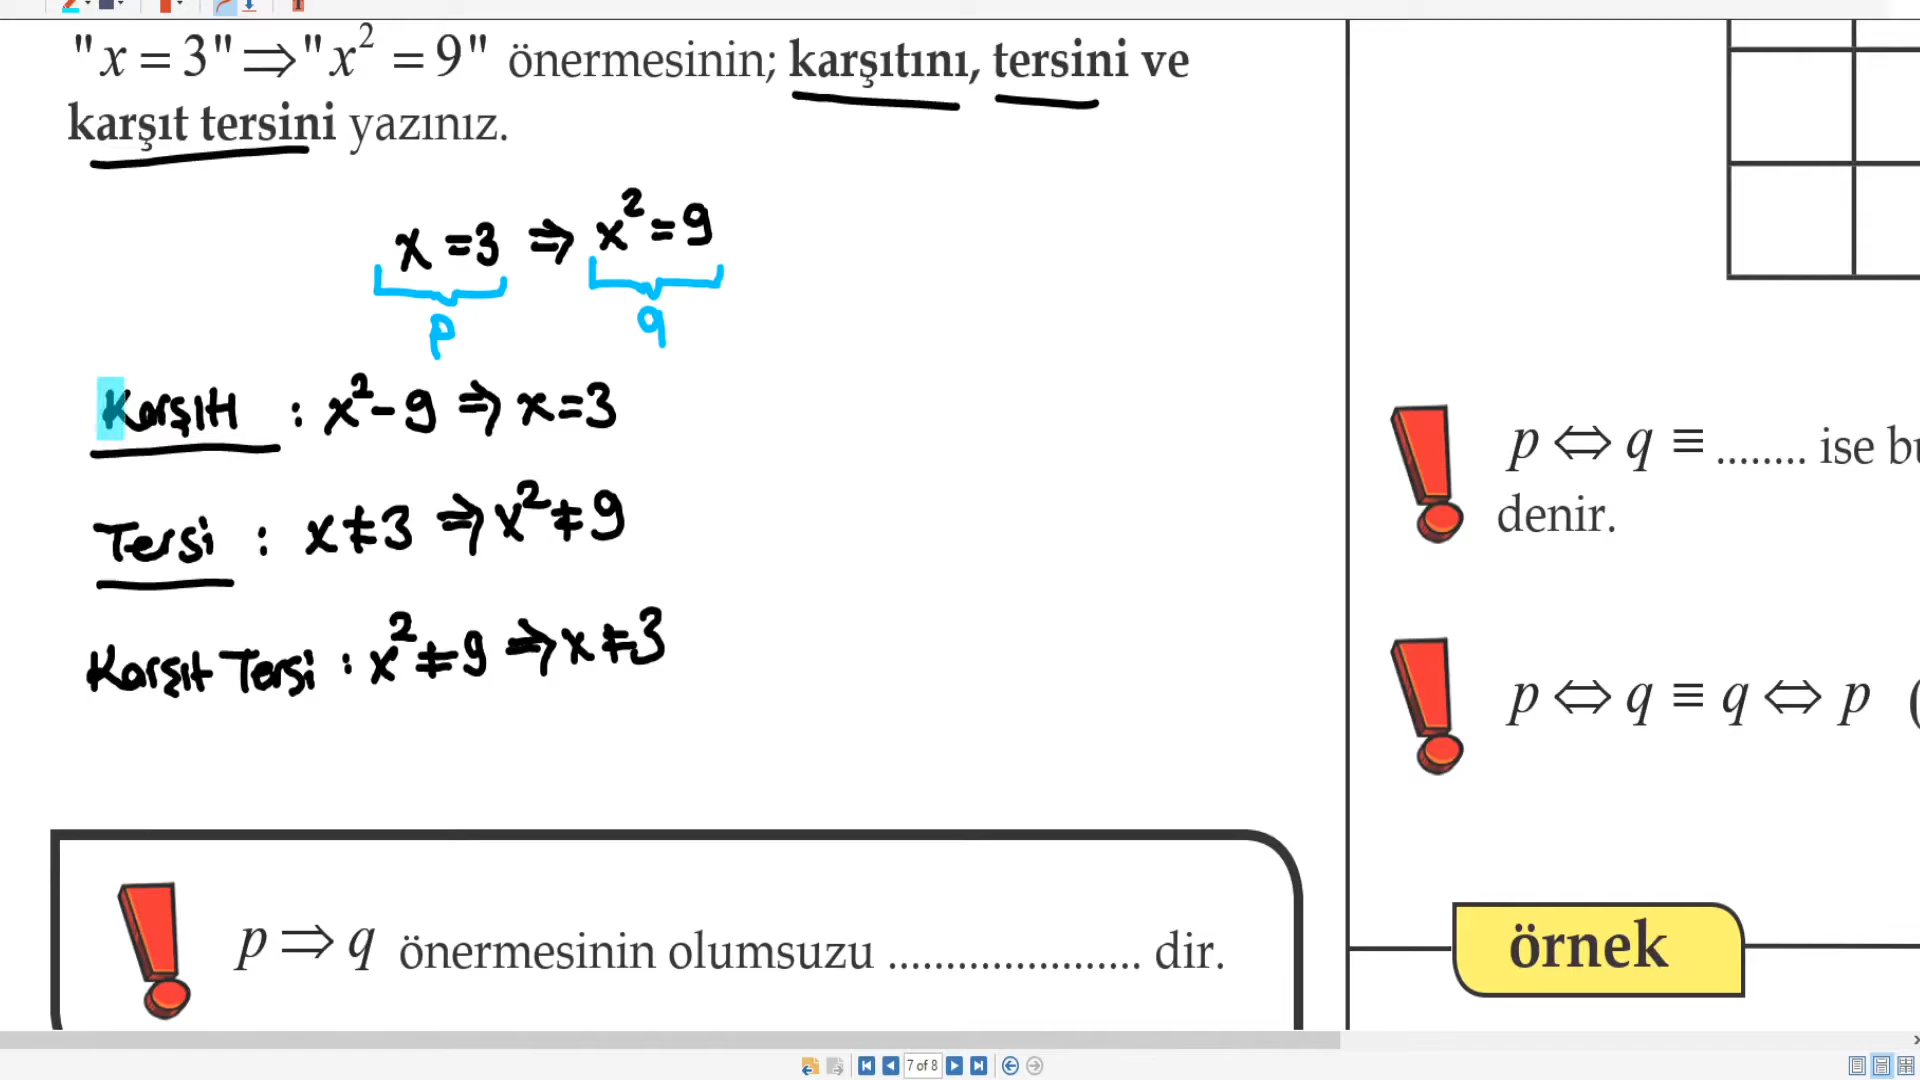 "x = 3" ⇒ "x² = 9" önermesinin; karşıtını, tersini ve
karşıt tersini yazınız.
x = 3 ⇒ x² = 9
p q
Karşıtı : x² - 9 ⇒ x = 3
Tersi : x ≠ 3 ⇒ x² ≠ 9
Karşıt Tersi : x² ≠ 9 ⇒ x ≠ 3
p ⇒ q önermesinin olumsuzu ...................... dir.
p ⇔ q ≡ ........ ise bu
denir.
p ⇔ q ≡ q ⇔ p (
örnek
7 of 8